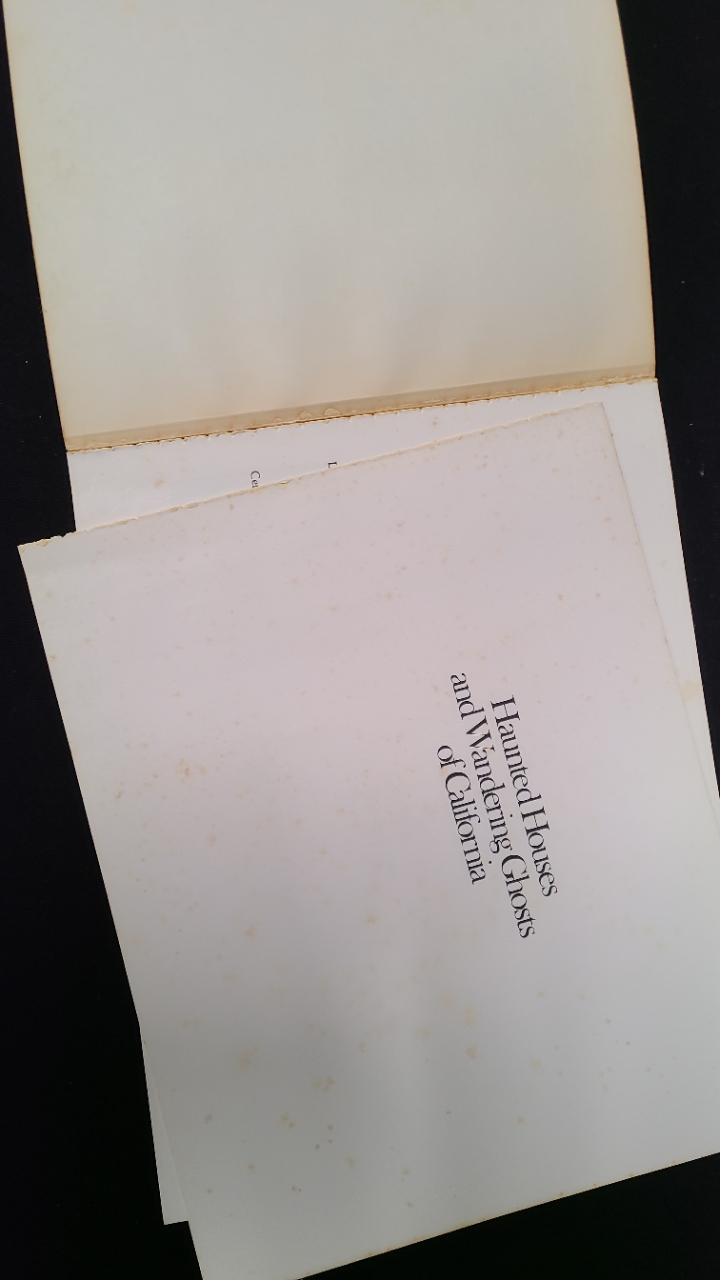 Haunted Houses
and Wandering Ghosts
of California